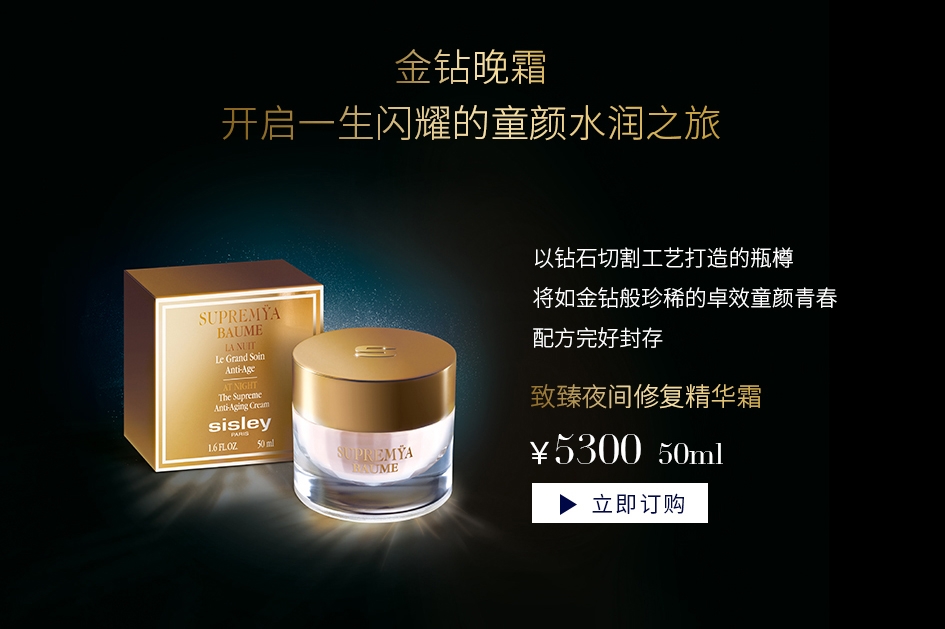 金钻晚霜
开启一生闪耀的童颜水润之旅
以钻石切割工艺打造的瓶樽
将如金钻般珍稀的卓效童颜青春
配方完好封存
致臻夜间修复精华霜
¥5300 50ml
立即订购
SUPREMŸA
BAUME
LA NUIT
Le Grand Soin
Anti-Age
AT NIGHT
The Supreme
Anti-Aging Cream
sisley
PARIS
1.6 FL.OZ. 50 ml
SUPREMŸA
BAUME